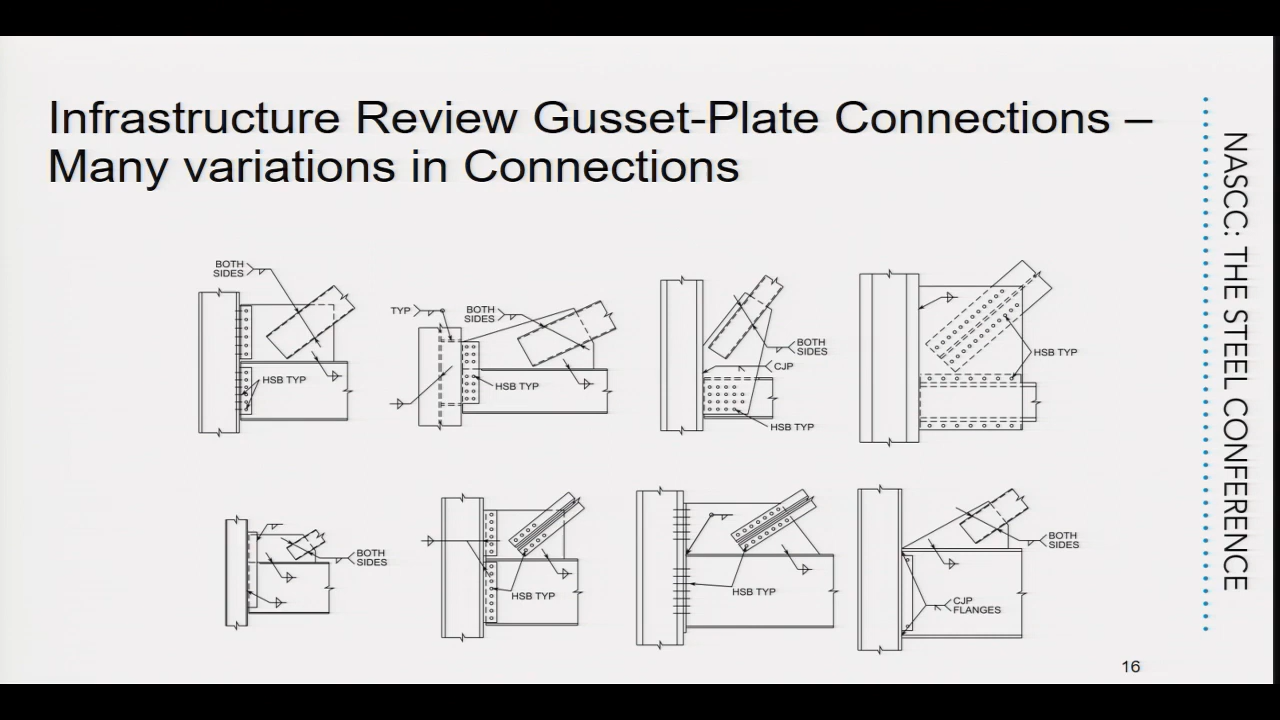 Infrastructure Review Gusset-Plate Connections –
Many variations in Connections
BOTH
SIDES
HSB TYP
TYP
BOTH
SIDES
HSB TYP
BOTH
SIDES
CJP
HSB TYP
HSB TYP
BOTH
SIDES
HSB TYP
HSB TYP
BOTH
SIDES
CJP
FLANGES
NASCC: THE STEEL CONFERENCE
16